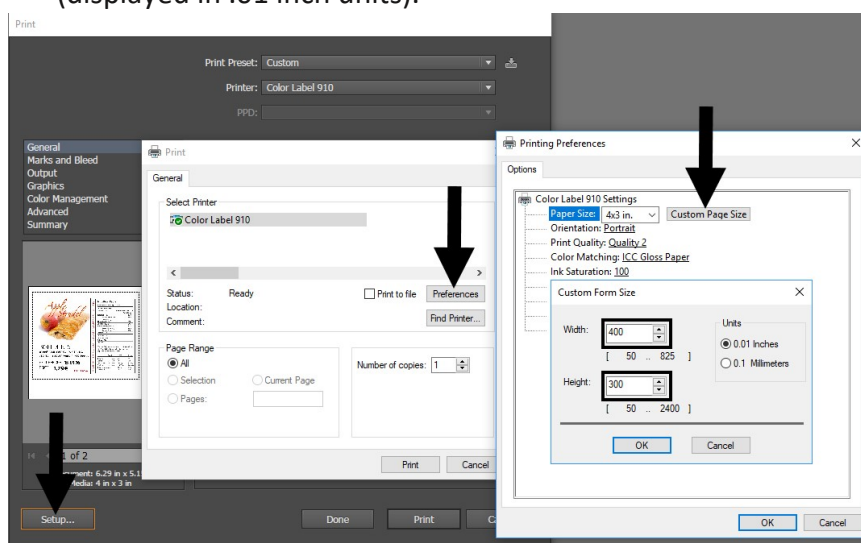 (displayed in .01 inch units).
Print
Print Preset: Custom
Printer: Color Label 910
PPD:
General
Marks and Bleed
Output
Graphics
Color Management
Advanced
Summary
1 of 2
Document: 6.29 in x 5.1
Media: 4 in x 3 in
Setup...
Done
Print
Print
General
Select Printer
Color Label 910
Status: Ready
Location:
Comment:
Print to file
Preferences
Find Printer...
Page Range
All
Selection
Current Page
Pages:
Number of copies: 1
Print
Cancel
Printing Preferences
Options
Color Label 910 Settings
Paper Size: 4x3 in.
Custom Page Size
Orientation: Portrait
Print Quality: Quality 2
Color Matching: ICC Gloss Paper
Ink Saturation: 100
Custom Form Size
Width: 400
[ 50 .. 825 ]
Height: 300
[ 50 .. 2400 ]
Units
0.01 Inches
0.1 Millimeters
OK
Cancel
OK
Cancel